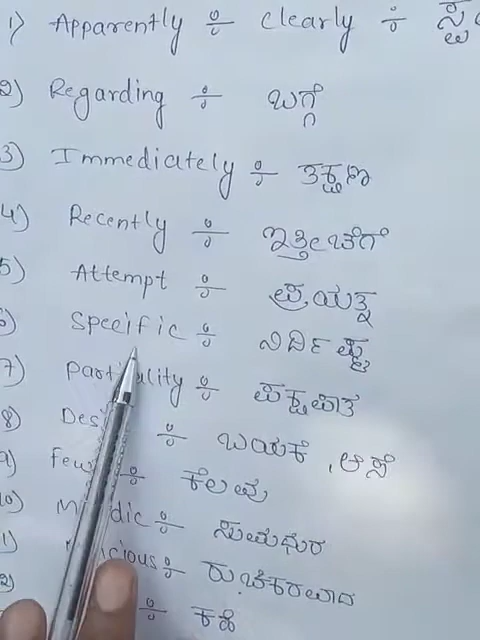 1) Apparently ÷ clearly ÷
2) Regarding ÷ ಬಗ್ಗೆ
3) Immediately ÷ ತಕ್ಷಣ
4) Recently ÷ ಇತ್ತೀಚೆಗೆ
5) Attempt ÷ ಪ್ರಯತ್ನ
6) Specific ÷ ನಿರ್ದಿಷ್ಟ
7) ÷ ಪಕ್ಷಪಾತ
8) ÷ ಬಯಕೆ, ಆಸೆ
9) ÷ ಕೆಲವು
10) ÷ ಸುಮಧುರ
÷ ರುಚಿಕರವಾದ
÷ ಕಹಿ